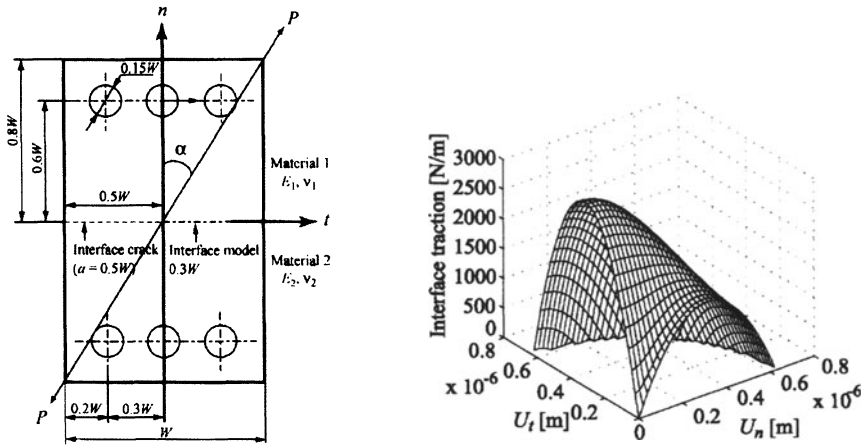 n
P
0.15W
0.8W
0.6W
α
Material 1
E₁, ν₁
0.5W
t
Interface crack
(a = 0.5W)
Interface model
0.3W
Material 2
E₂, ν₂
P
0.2W
0.3W
W
Interface traction [N/m]
3000
2500
2000
1500
1000
500
0
0.8
x 10⁻⁶
0.6
0.4
0.2
0
Uₜ [m]
0.2
0.4
0.6
0.8
x 10⁻⁶
Uₙ [m]